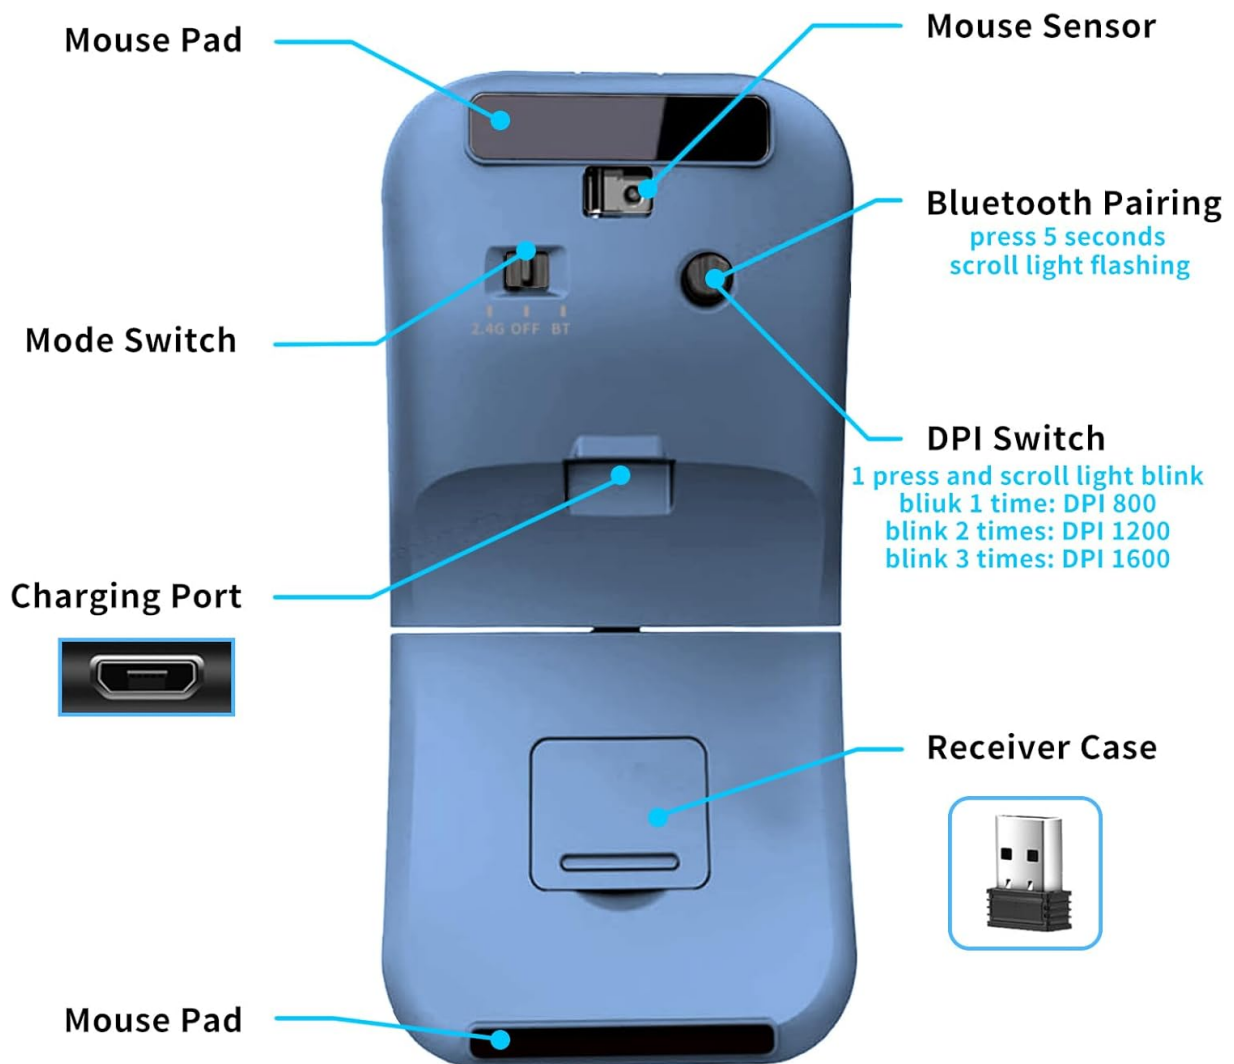 Mouse Pad
Mouse Sensor
Bluetooth Pairing
press 5 seconds
scroll light flashing
2.4G OFF BT
Mode Switch
DPI Switch
1 press and scroll light blink
bliuk 1 time: DPI 800
blink 2 times: DPI 1200
blink 3 times: DPI 1600
Charging Port
Receiver Case
Mouse Pad